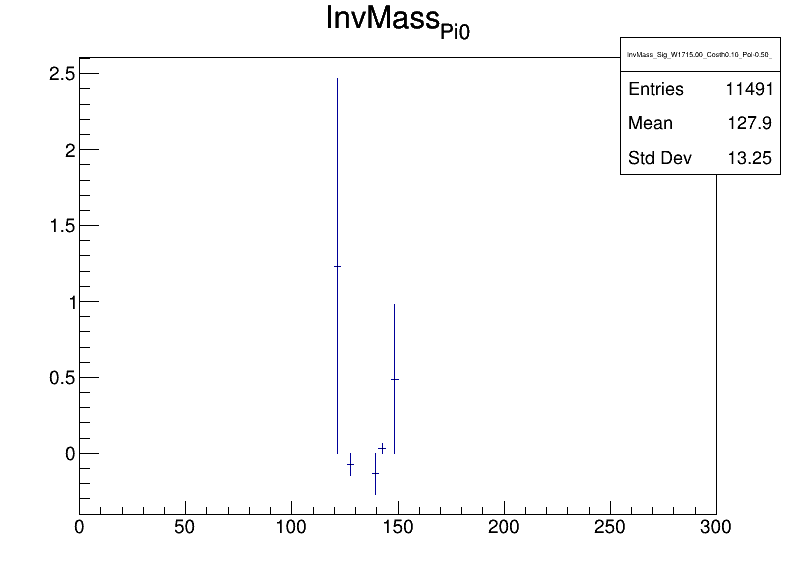 InvMass_Pi0
InvMass_Sig_W1715.00_Costh0.10_Pol-0.50_
Entries 11491
Mean 127.9
Std Dev 13.25
2.5
2
1.5
1
0.5
0
0 50 100 150 200 250 300